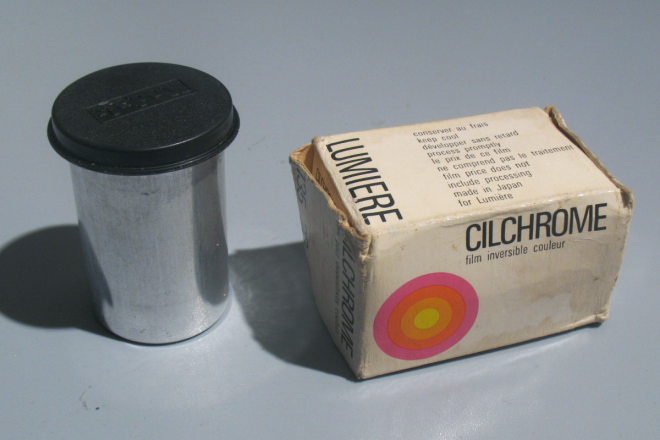 LUMIERE
conserver au frais
keep cool
développer sans retard
process promptly
le prix de ce film
ne comprend pas le traitement
film price does not
include processing
made in Japan
for Lumière
CILCHROME
film inversible couleur
CILCHROME